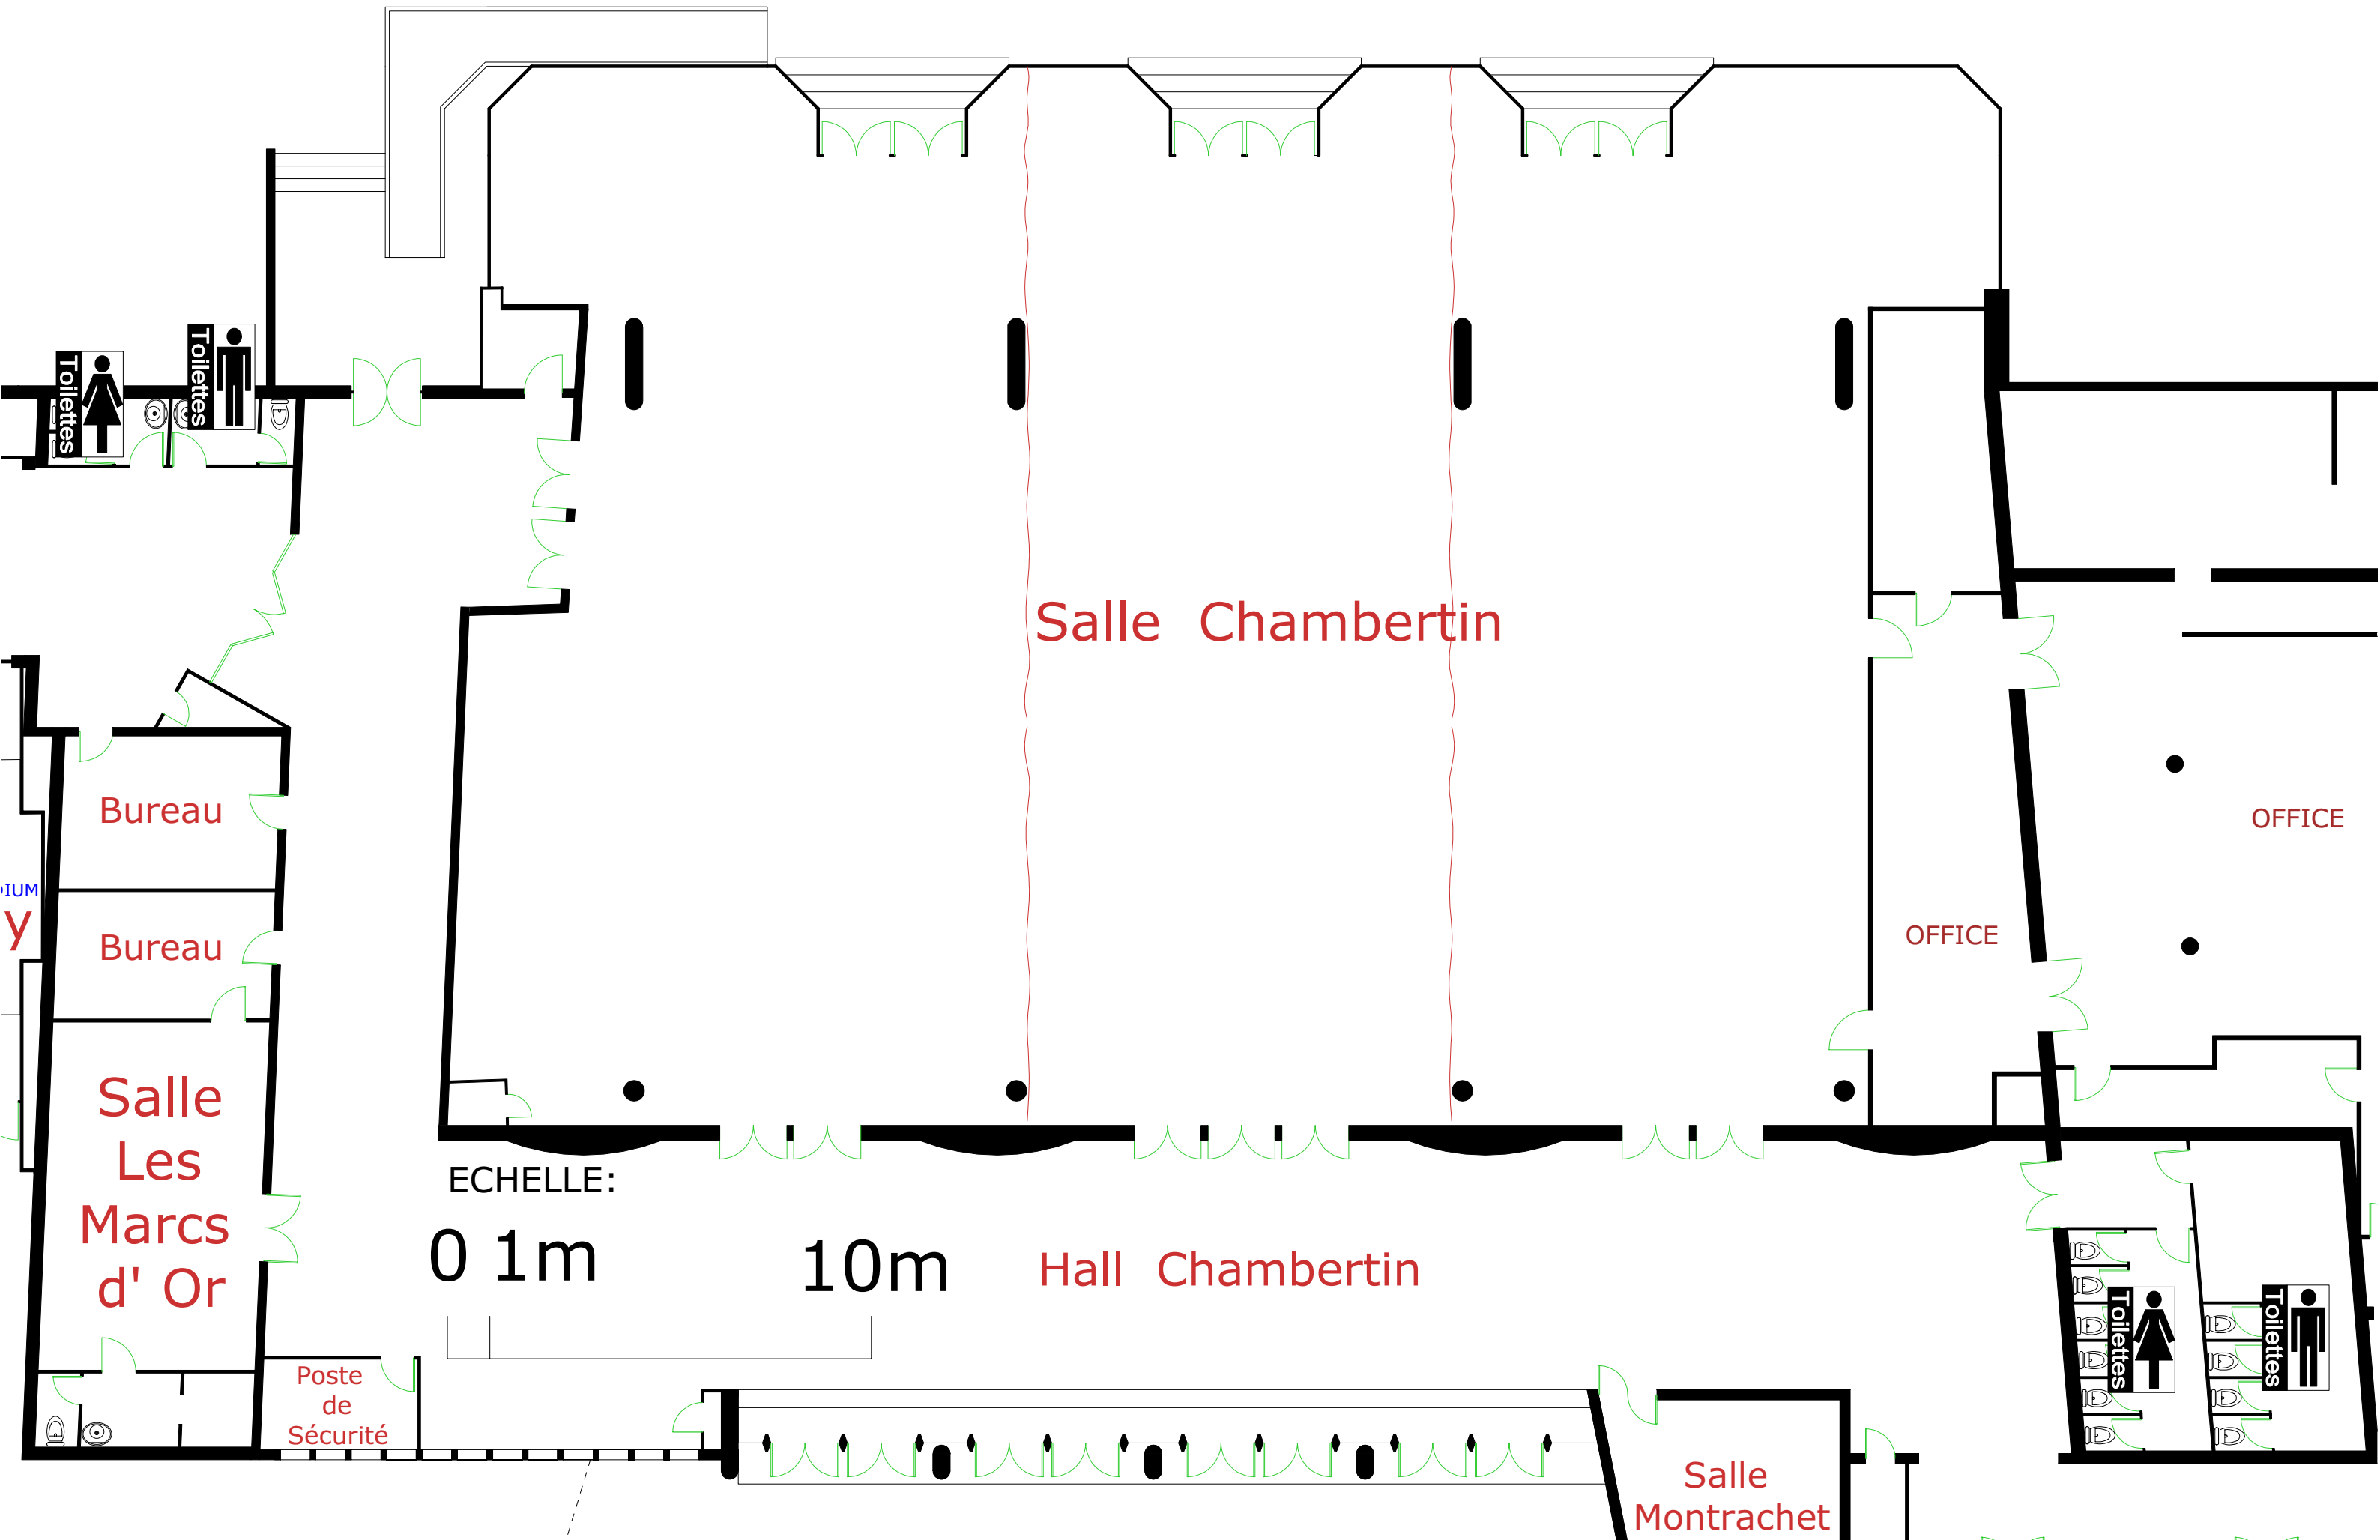 Toilettes
Toilettes
Salle Chambertin
Bureau
OFFICE
IUM
y
Bureau
OFFICE
Salle
Les
Marcs
d' Or
ECHELLE:
0 1m
10m
Hall Chambertin
Toilettes
Toilettes
Poste
de
Sécurité
Salle
Montrachet